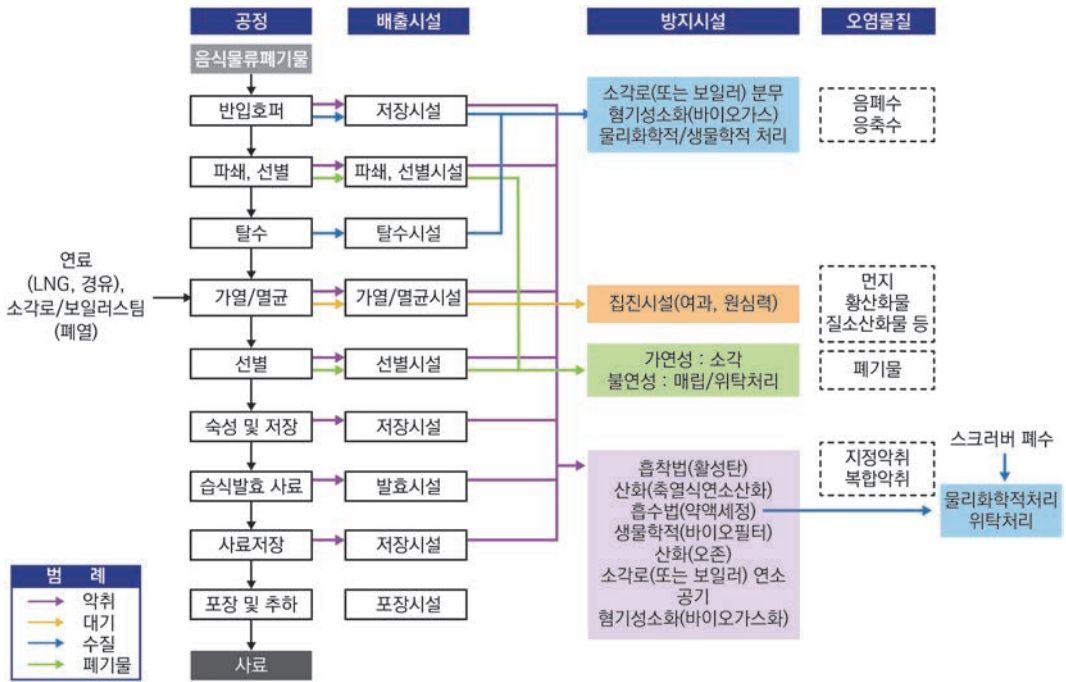 공정
배출시설
방지시설
오염물질
음식물류폐기물
반입호퍼
저장시설
소각로(또는 보일러) 분무
혐기성소화(바이오가스)
물리화학적/생물학적 처리
음폐수
응축수
파쇄, 선별
파쇄, 선별시설
탈수
탈수시설
연료
(LNG, 경유),
소각로/보일러스팀
(폐열)
가열/멸균
가열/멸균시설
집진시설(여과, 원심력)
먼지
황산화물
질소산화물 등
선별
선별시설
가연성 : 소각
불연성 : 매립/위탁처리
폐기물
숙성 및 저장
저장시설
습식발효 사료
발효시설
사료저장
저장시설
포장 및 추하
포장시설
사료
흡착법(활성탄)
산화(축열식연소산화)
흡수법(약액세정)
생물학적(바이오필터)
산화(오존)
소각로(또는 보일러) 연소
공기
혐기성소화(바이오가스화)
지정악취
복합악취
스크러버 폐수
물리화학적처리
위탁처리
범 례
악취
대기
수질
폐기물